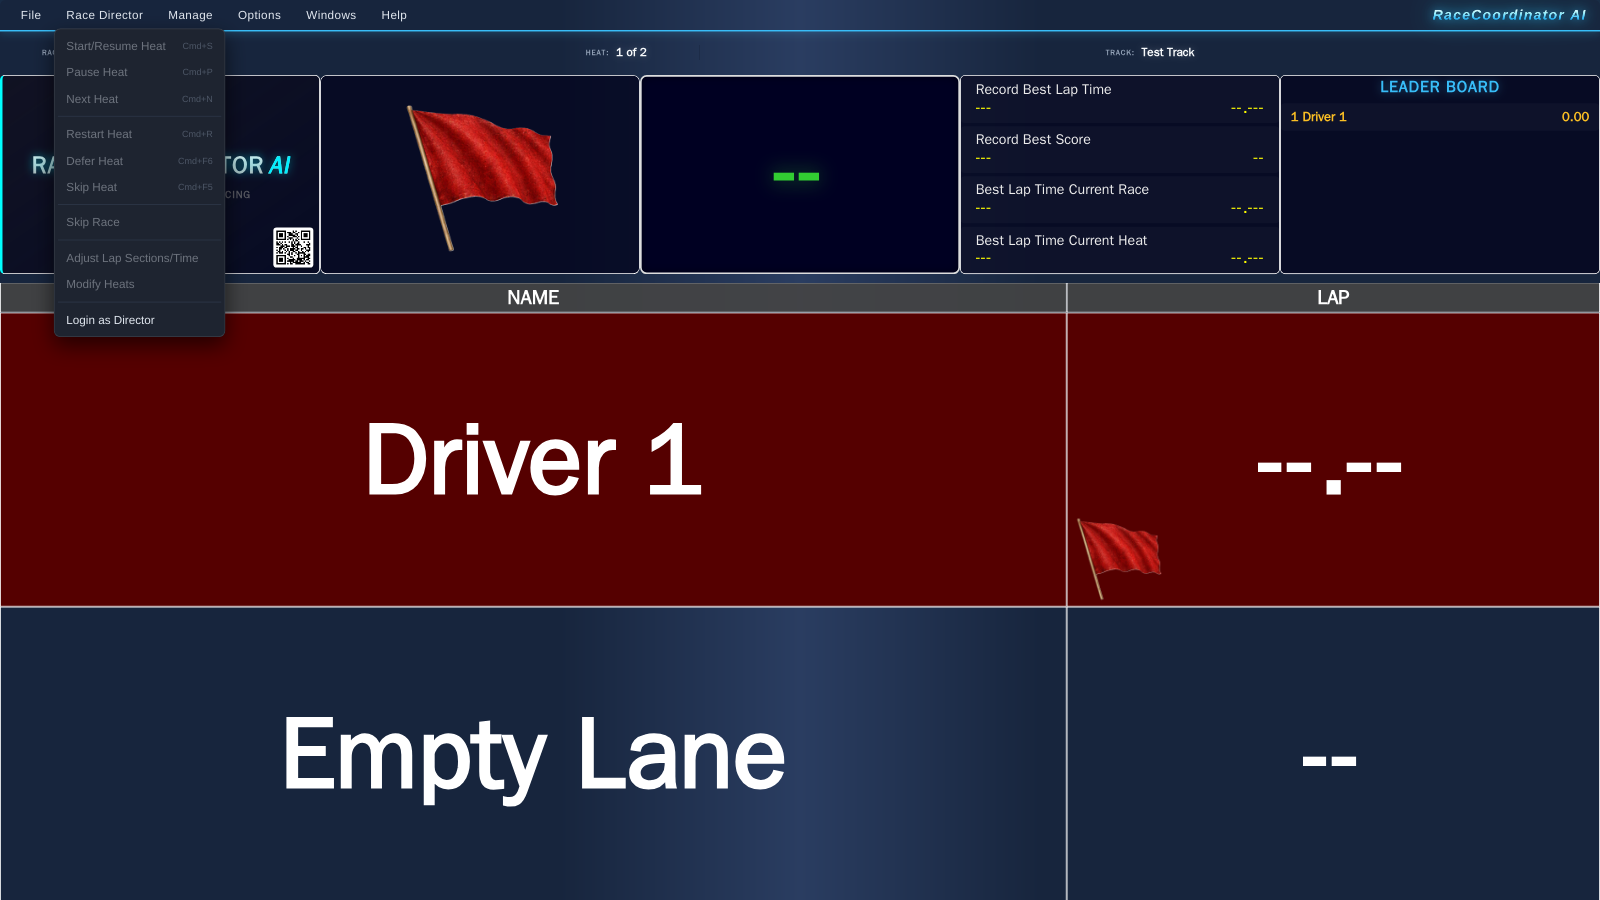 File Race Director Manage Options Windows Help RaceCoordinator AI
HEAT: 1 of 2 TRACK: Test Track
Start/Resume Heat Cmd+S
Pause Heat Cmd+P
Next Heat Cmd+N
Restart Heat Cmd+R
Defer Heat Cmd+F6
Skip Heat Cmd+F5
Skip Race
Adjust Lap Sections/Time
Modify Heats
Login as Director
AI
--
Record Best Lap Time
--- --.---
Record Best Score
--- --
Best Lap Time Current Race
--- --.---
Best Lap Time Current Heat
--- --.---
LEADER BOARD
1 Driver 1 0.00
NAME LAP
Driver 1 --.--
Empty Lane --